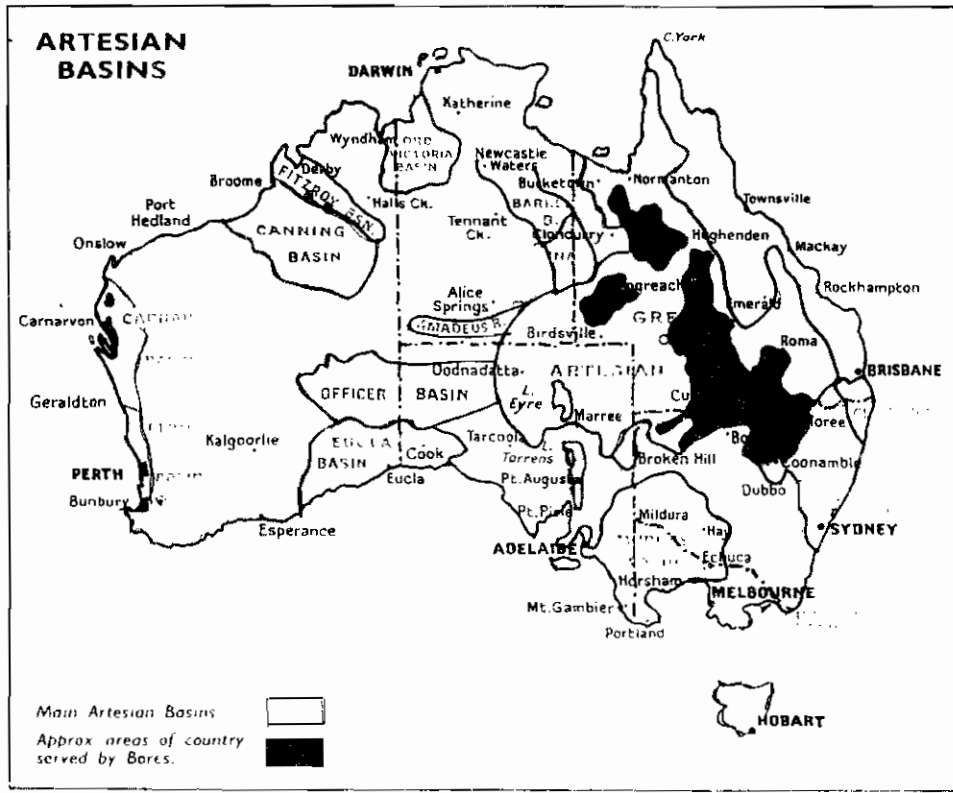 ARTESIAN
BASINS
C. York
DARWIN
Katherine
Wyndham
ORD
VICTORIA
BASIN
Newcastle
Waters
Derby
FITZROY BSN.
Broome
Halls Ck.
Burketown
Normanton
Townsville
Port
Hedland
CANNING
BASIN
Tennant
Ck.
Cloncurry
Hughenden
Mackay
Onslow
Rockhampton
Alice
Springs
Emerald
AMADEUS B.
Birdsville
GRE
Roma
Carnarvon
Oodnadatta
ARTESIAN
BRISBANE
OFFICER
BASIN
L.
Eyre
Cu
Geraldton
Marree
Moree
Kalgoorlie
EUCLA
BASIN
Cook
Tarcoola
L.
Torrens
Bo
Broken Hill
Coonamble
PERTH
Eucla
Pt. Augusta
Dubbo
Bunbury
Esperance
Pt. Pirie
Mildura
Hay
SYDNEY
ADELAIDE
Echuca
Horsham
MELBOURNE
Mt. Gambier
Portland
HOBART
Main Artesian Basins
Approx areas of country
served by Bores.